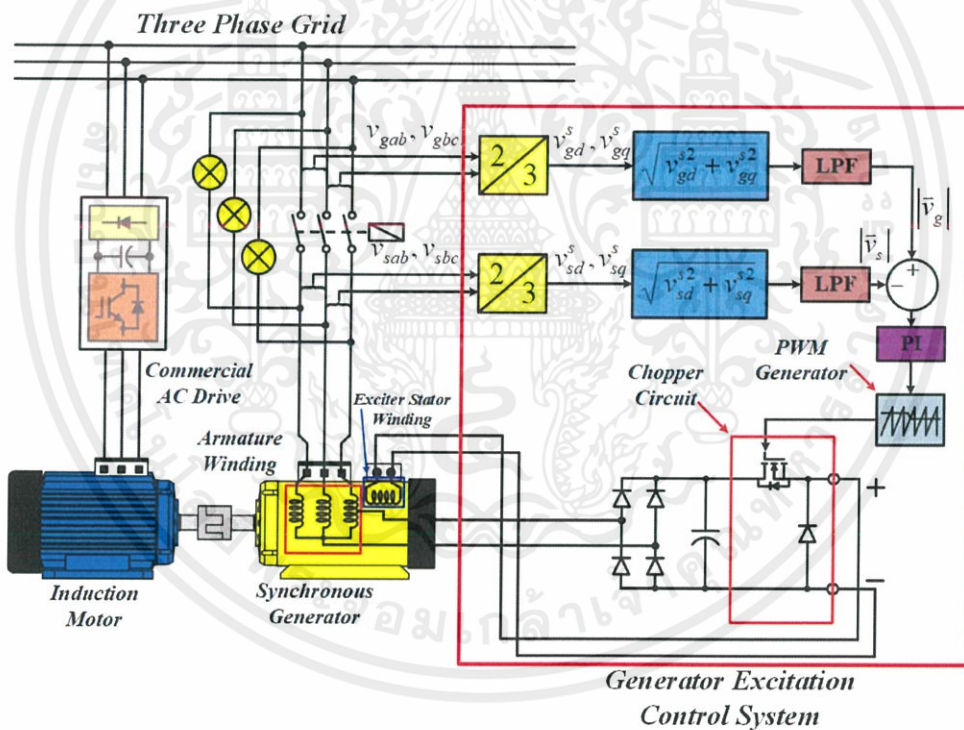 Three Phase Grid
v_gab, v_gbc
2
3
v^s_gd, v^s_gq
√(v^s2_gd + v^s2_gq)
LPF
|v̄_g|
v_sab, v_sbc
2
3
v^s_sd, v^s_sq
√(v^s2_sd + v^s2_sq)
LPF
|v̄_s|
+
−
PI
PWM
Generator
Chopper
Circuit
Commercial
AC Drive
Exciter Stator
Winding
Armature
Winding
+
−
Induction
Motor
Synchronous
Generator
Generator Excitation
Control System